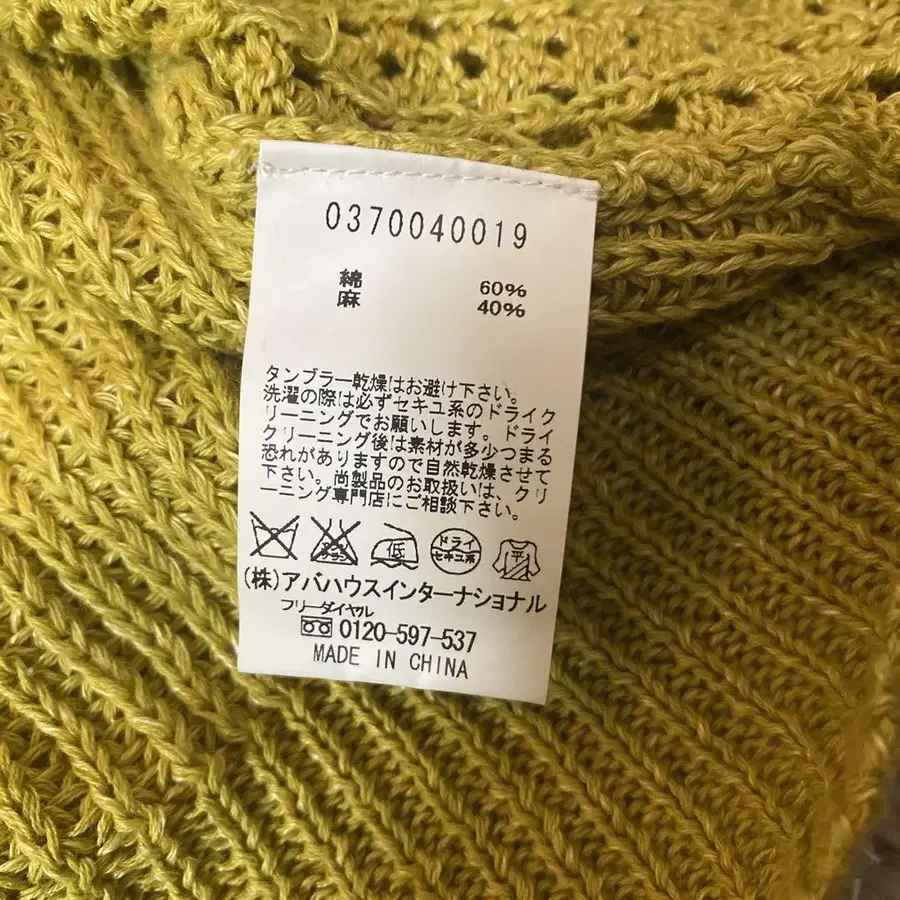 0370040019
綿 60%
麻 40%
タンブラー乾燥はお避け下さい。
洗濯の際は必ずセキユ系のドライク
リーニングでお願いします。ドライ
クリーニング後は素材が多少つまる
恐れがありますので自然乾燥させて
下さい。尚製品のお取扱いは、クリ
ーニング専門店にご相談下さい。
低 ドライ 平
セキユ系
(株)アバハウスインターナショナル
フリーダイヤル
0120-597-537
MADE IN CHINA